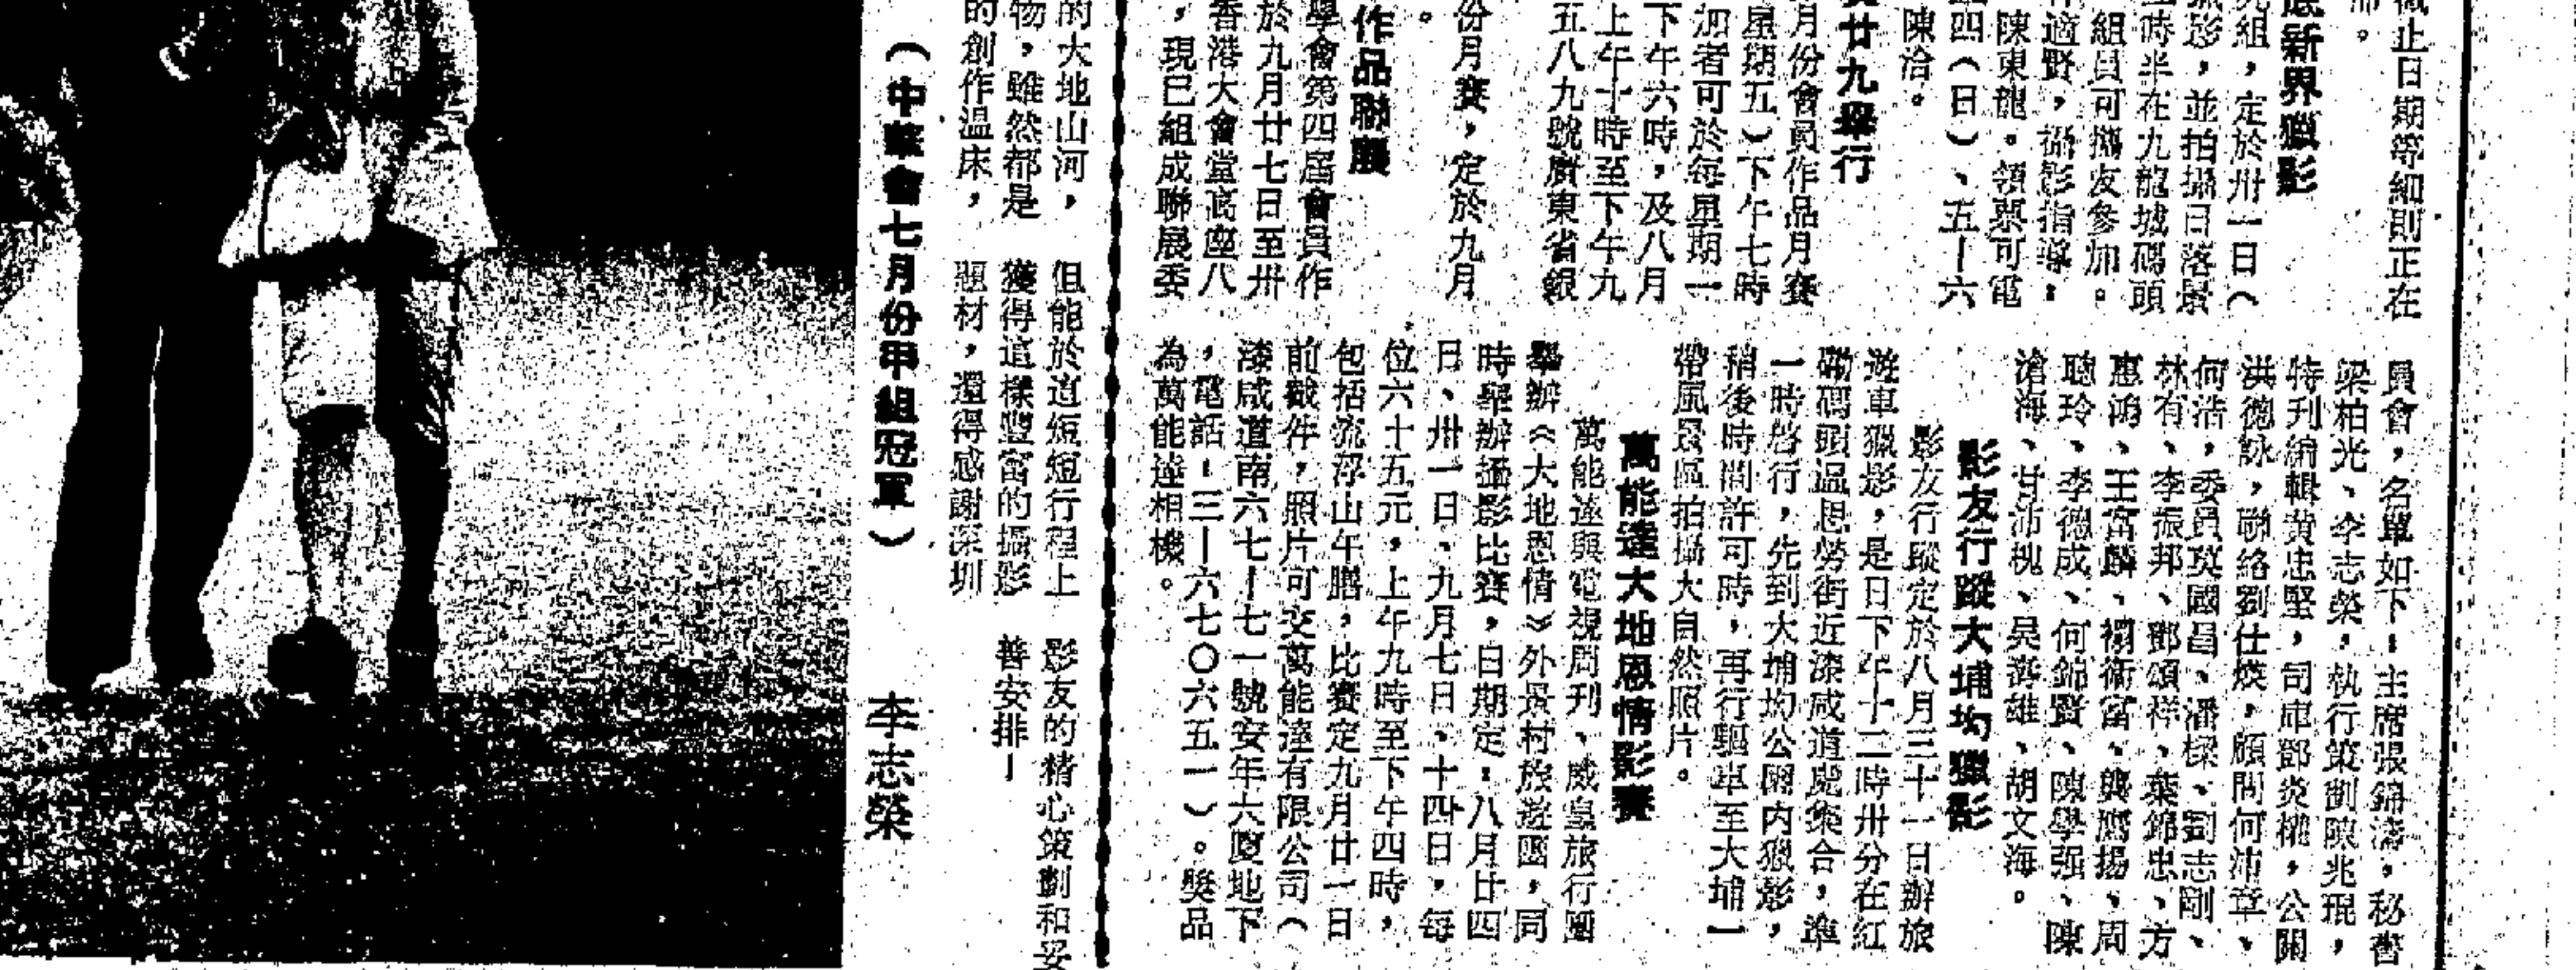 截止日期等細則正在
新界獵影
組，定於卅一日（
影，並拍攝日落景
時半在九龍城碼頭
組員可攜友參加。
適賢，攝影指導：
陳東龍。領票可電
四（日）、五－六
陳洽。
廿九舉行
月份會員作品月賽
星期五）下午七時
加者可於每星期一
下午六時，及八月
上午十時至下午九
五八九號廣東省銀
份月賽，定於九月
。
作品聯展
學會第四屆會員作
於九月廿七日至卅
香港大會堂高座八
，現已組成聯展委
員會，名單如下：主席張錦濤，秘書
梁柏光、李志榮，執行策劃陳兆琨，
特刊編輯黄忠堅，司庫鄧炎權，公關
洪德詠，聯絡劉仕煥，顧問何沛章、
何浩，委員莫國昌、潘樑、劉志剛、
林有、李振邦、鄧頌祥、葉錦忠、方
惠鴻、王富麟、禤衛富、龔鷹揚、周
聰玲、李德成、何錦賢、陳學强、陳
滄海、甘沛槐、吳濤雄、胡文海。
影友行蹤大埔均獵影
影友行蹤定於八月三十一日辦旅
遊車獵影，是日下午十二時卅分在紅
磡碼頭溫思勞街近漆咸道處集合，準
一時啓行，先到大埔均公園内獵影，
稍後時間許可時，再行驅車至大埔一
帶風景區拍攝大自然照片。
萬能達大地恩情影賽
萬能達與電視周刊、威皇旅行團
舉辦《大地恩情》外景村旅遊團，同
時舉辦攝影比賽，日期定：八月廿四
日、卅一日、九月七日、十四日，每
位六十五元，上午九時至下午四時，
包括流浮山午膳，比賽定九月廿一日
前截件，照片可交萬能達有限公司（
漆咸道南六七－七一號安年大廈地下
，電話：三－六七〇六五一）。獎品
為萬能達相機。
的大地山河，
物，雖然都是
的創作温床，
但能於這短短行程上
獲得這樣豐富的攝影
題材，還得感謝深圳
影友的精心策劃和妥
善安排－
（中華會七月份甲組冠軍）　李志榮